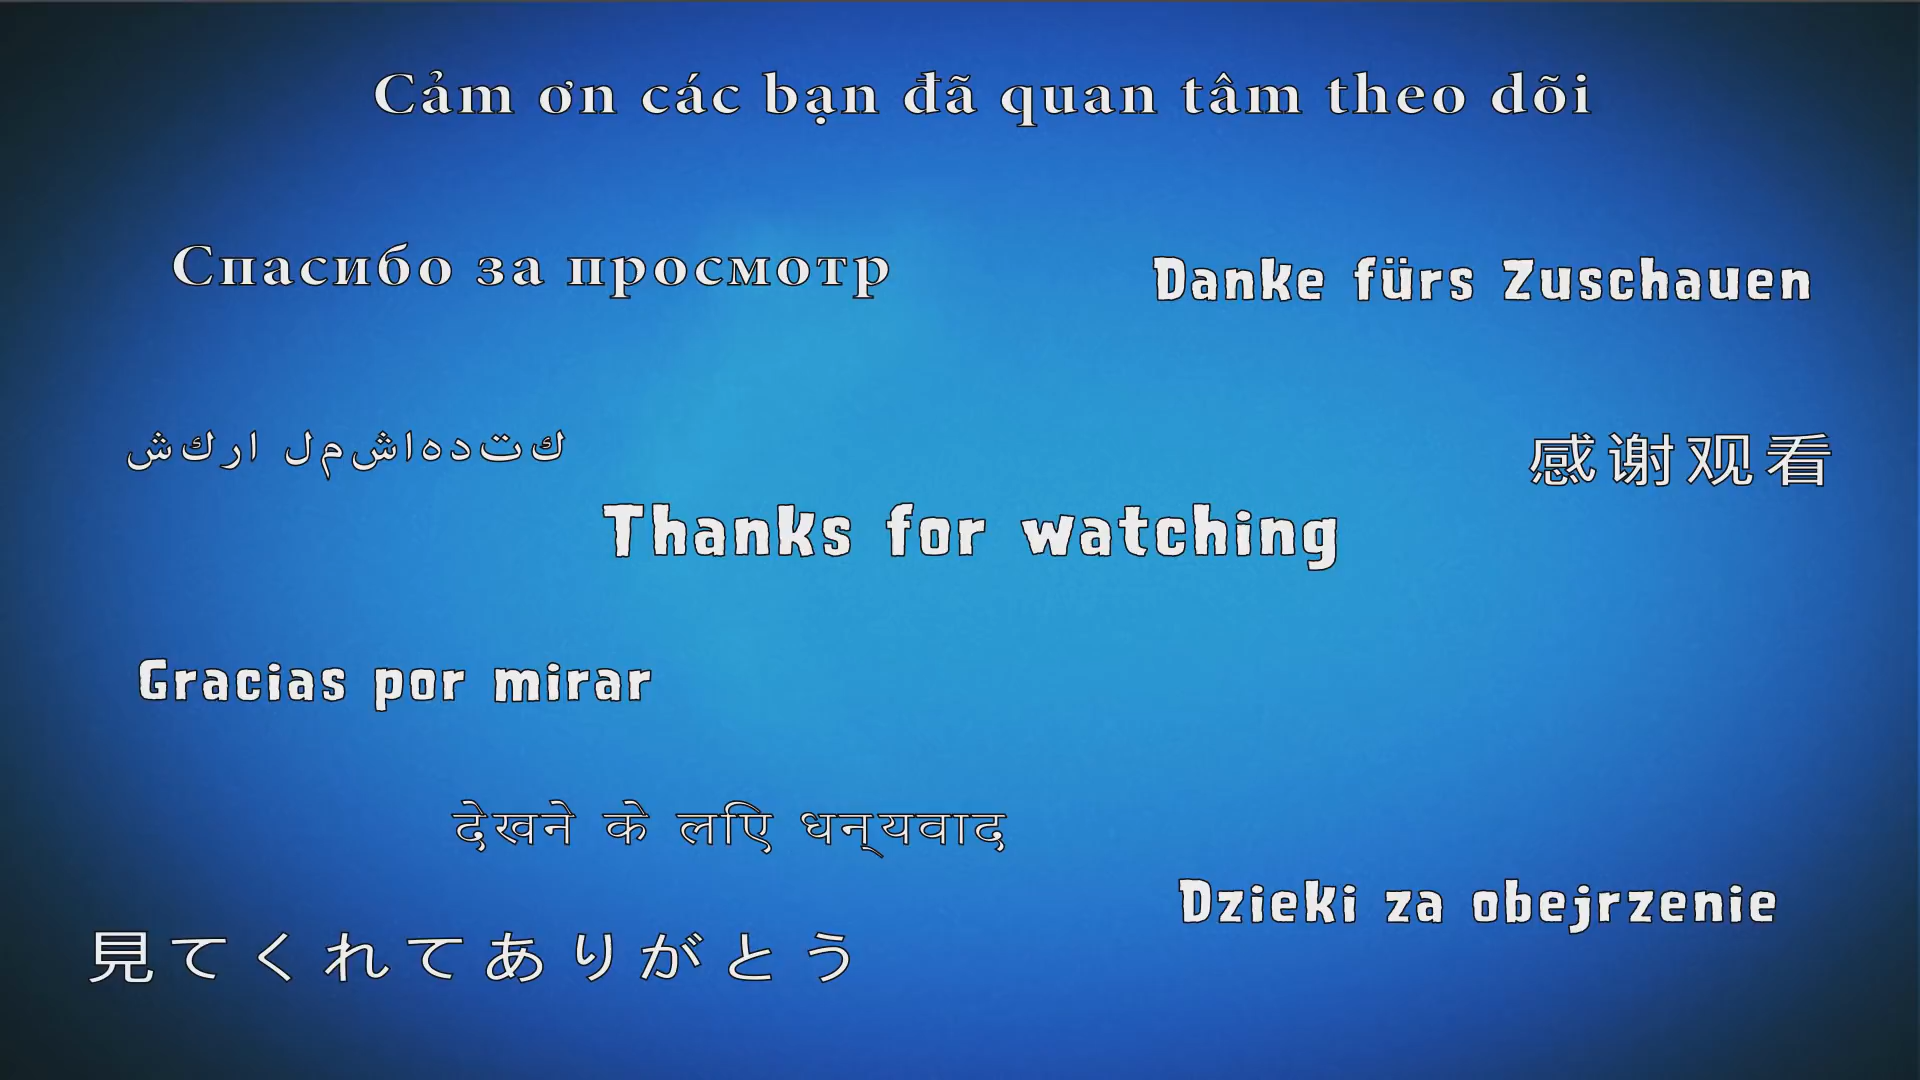 Cảm ơn các bạn đã quan tâm theo dõi
Спасибо за просмотр
Danke fürs Zuschauen
شكرا لمشاهدتك
感谢观看
Thanks for watching
Gracias por mirar
देखने के लिए धन्यवाद
Dzieki za obejrzenie
見てくれてありがとう